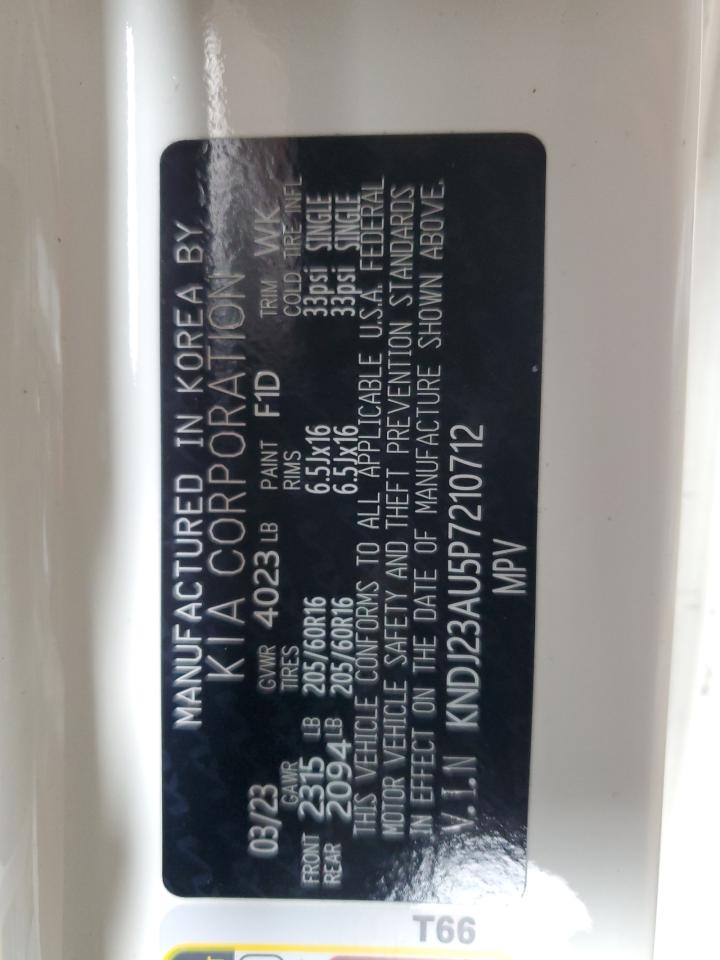 MANUFACTURED IN KOREA BY
KIA CORPORATION
03/23 GVWR 4023 LB PAINT F1D TRIM WK
GAWR TIRES RIMS COLD TIRE INFL
FRONT 2315 LB 205/60R16 6.5Jx16 33psi SINGLE
REAR 2094 LB 205/60R16 6.5Jx16 33psi SINGLE
THIS VEHICLE CONFORMS TO ALL APPLICABLE U.S.A. FEDERAL
MOTOR VEHICLE SAFETY AND THEFT PREVENTION STANDARDS
IN EFFECT ON THE DATE OF MANUFACTURE SHOWN ABOVE.
V.I.N KNDJ23AU5P7210712
MPV
T66